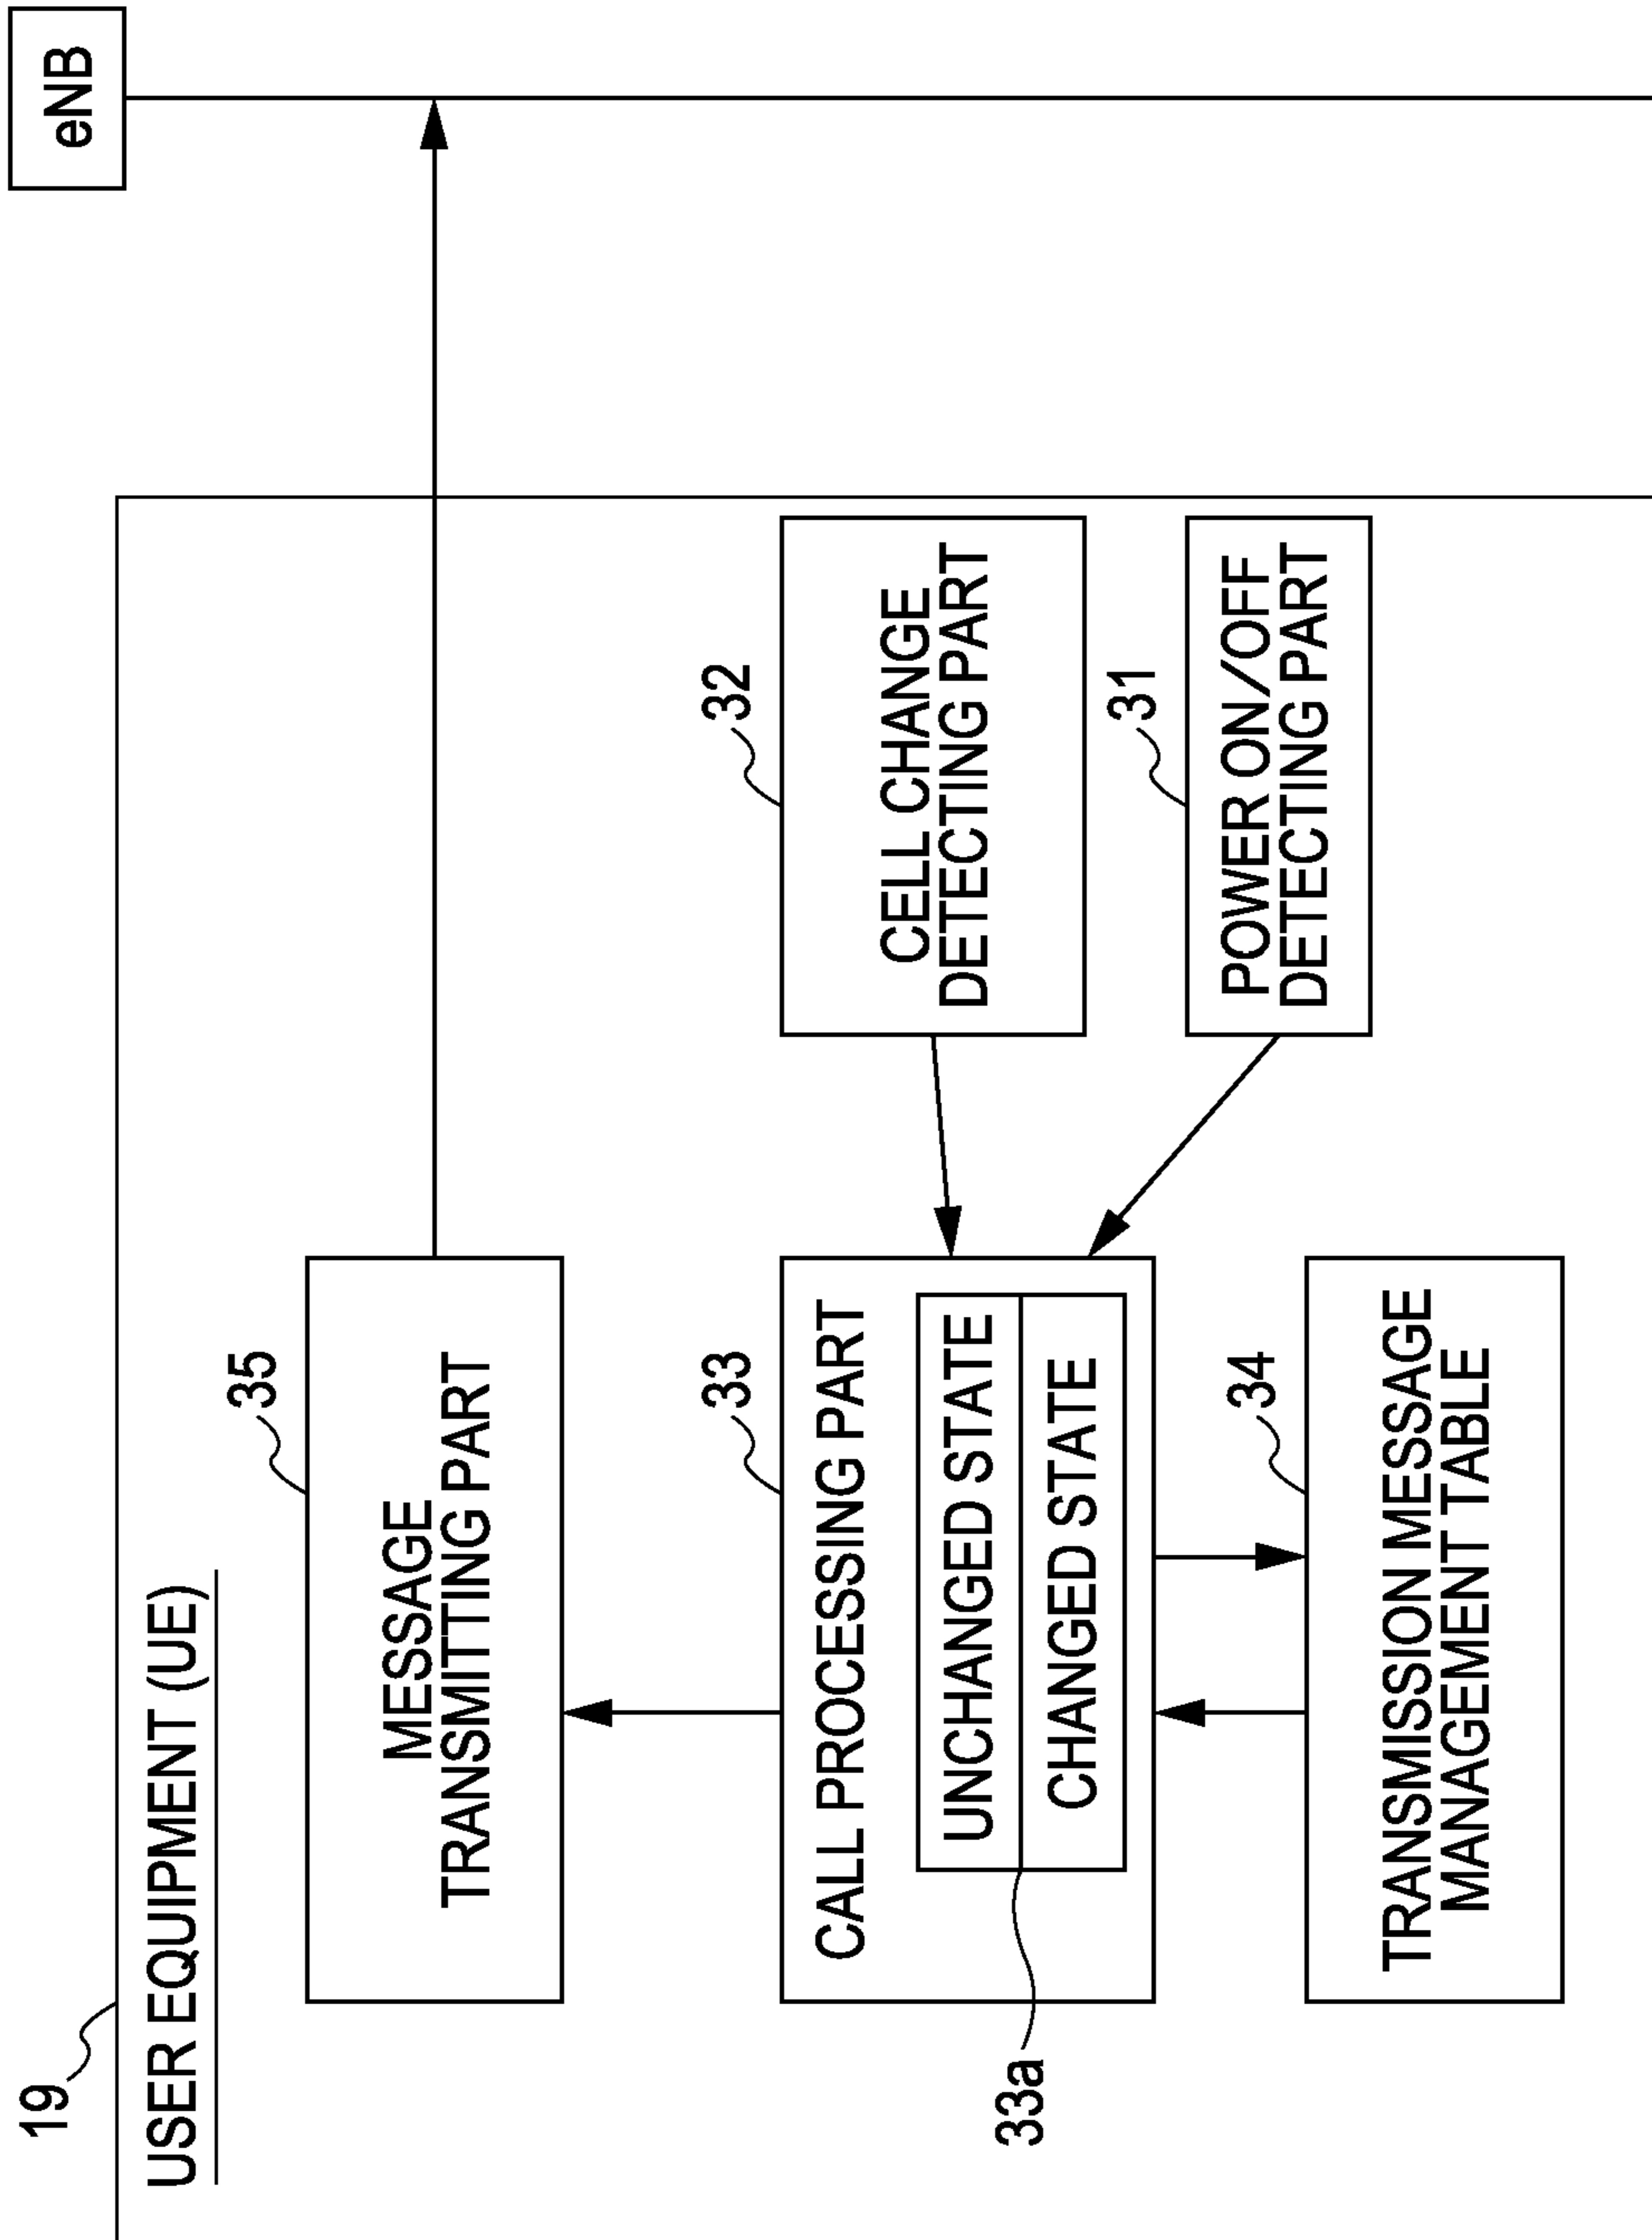 19
USER EQUIPMENT (UE)
eNB
35
MESSAGE
TRANSMITTING PART
33
CALL PROCESSING PART
33a
UNCHANGED STATE
CHANGED STATE
32
CELL CHANGE
DETECTING PART
34
TRANSMISSION MESSAGE
MANAGEMENT TABLE
31
POWER ON/OFF
DETECTING PART